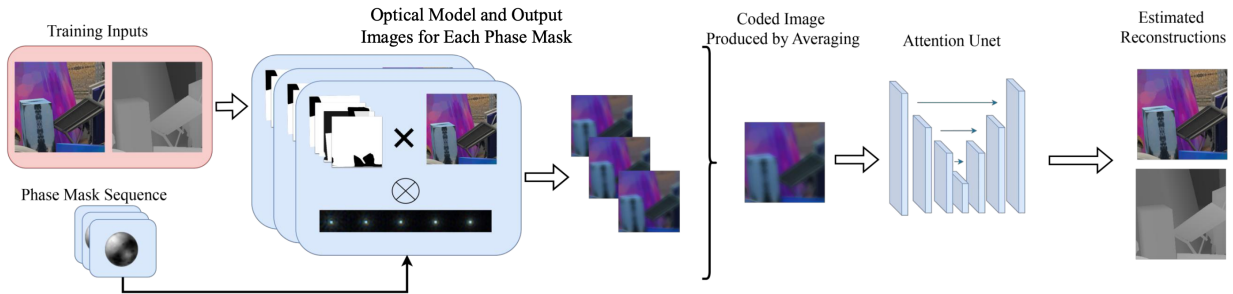 Training Inputs
Optical Model and Output
Images for Each Phase Mask
Phase Mask Sequence
Coded Image
Produced by Averaging
Attention Unet
Estimated
Reconstructions